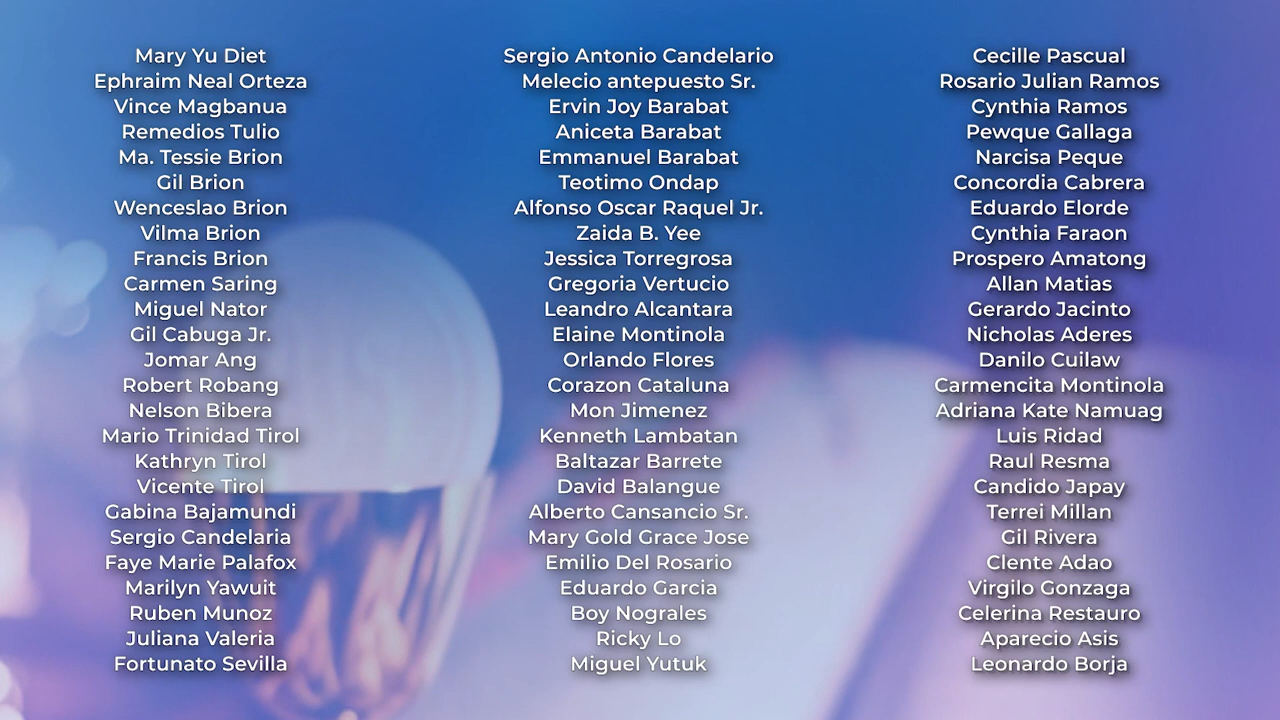 Mary Yu Diet
Ephraim Neal Orteza
Vince Magbanua
Remedios Tulio
Ma. Tessie Brion
Gil Brion
Wenceslao Brion
Vilma Brion
Francis Brion
Carmen Saring
Miguel Nator
Gil Cabuga Jr.
Jomar Ang
Robert Robang
Nelson Bibera
Mario Trinidad Tirol
Kathryn Tirol
Vicente Tirol
Gabina Bajamundi
Sergio Candelaria
Faye Marie Palafox
Marilyn Yawuit
Ruben Munoz
Juliana Valeria
Fortunato Sevilla
Sergio Antonio Candelario
Melecio antepuesto Sr.
Ervin Joy Barabat
Aniceta Barabat
Emmanuel Barabat
Teotimo Ondap
Alfonso Oscar Raquel Jr.
Zaida B. Yee
Jessica Torregrosa
Gregoria Vertucio
Leandro Alcantara
Elaine Montinola
Orlando Flores
Corazon Cataluna
Mon Jimenez
Kenneth Lambatan
Baltazar Barrete
David Balangue
Alberto Cansancio Sr.
Mary Gold Grace Jose
Emilio Del Rosario
Eduardo Garcia
Boy Nograles
Ricky Lo
Miguel Yutuk
Cecille Pascual
Rosario Julian Ramos
Cynthia Ramos
Pewque Gallaga
Narcisa Peque
Concordia Cabrera
Eduardo Elorde
Cynthia Faraon
Prospero Amatong
Allan Matias
Gerardo Jacinto
Nicholas Aderes
Danilo Cuilaw
Carmencita Montinola
Adriana Kate Namuag
Luis Ridad
Raul Resma
Candido Japay
Terrei Millan
Gil Rivera
Clente Adao
Virgilo Gonzaga
Celerina Restauro
Aparecio Asis
Leonardo Borja